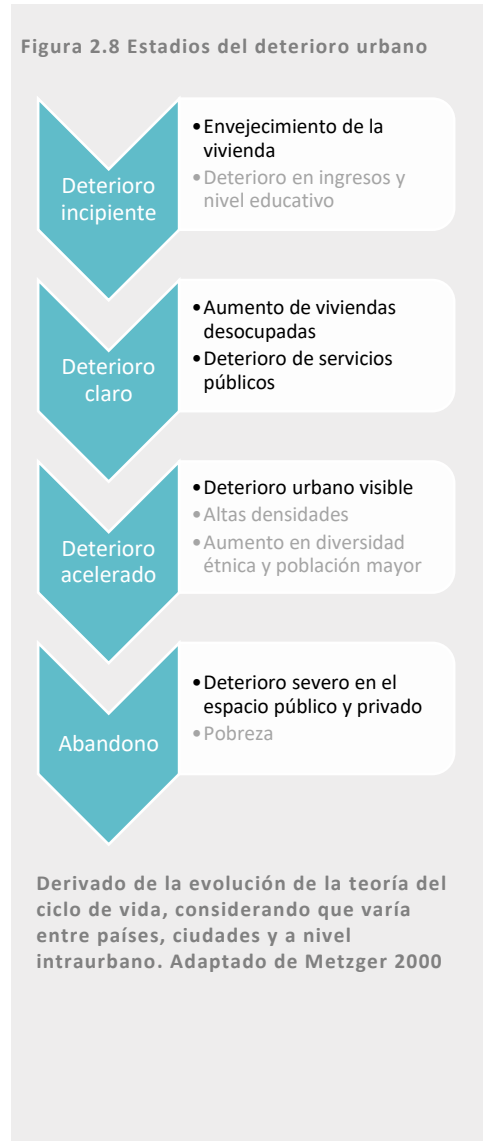 Figura 2.8 Estadios del deterioro urbano
Deterioro
incipiente
•Envejecimiento de la
vivienda
•Deterioro en ingresos y
nivel educativo
Deterioro
claro
•Aumento de viviendas
desocupadas
•Deterioro de servicios
públicos
Deterioro
acelerado
•Deterioro urbano visible
•Altas densidades
•Aumento en diversidad
étnica y población mayor
Abandono
•Deterioro severo en el
espacio público y privado
•Pobreza
Derivado de la evolución de la teoría del
ciclo de vida, considerando que varía
entre países, ciudades y a nivel
intraurbano. Adaptado de Metzger 2000